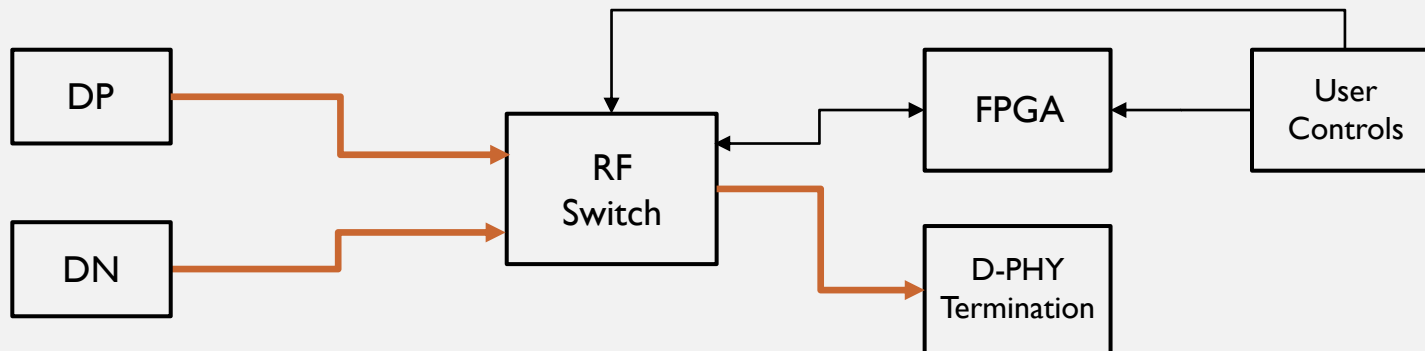 DP
DN
RF
Switch
FPGA
D-PHY
Termination
User
Controls